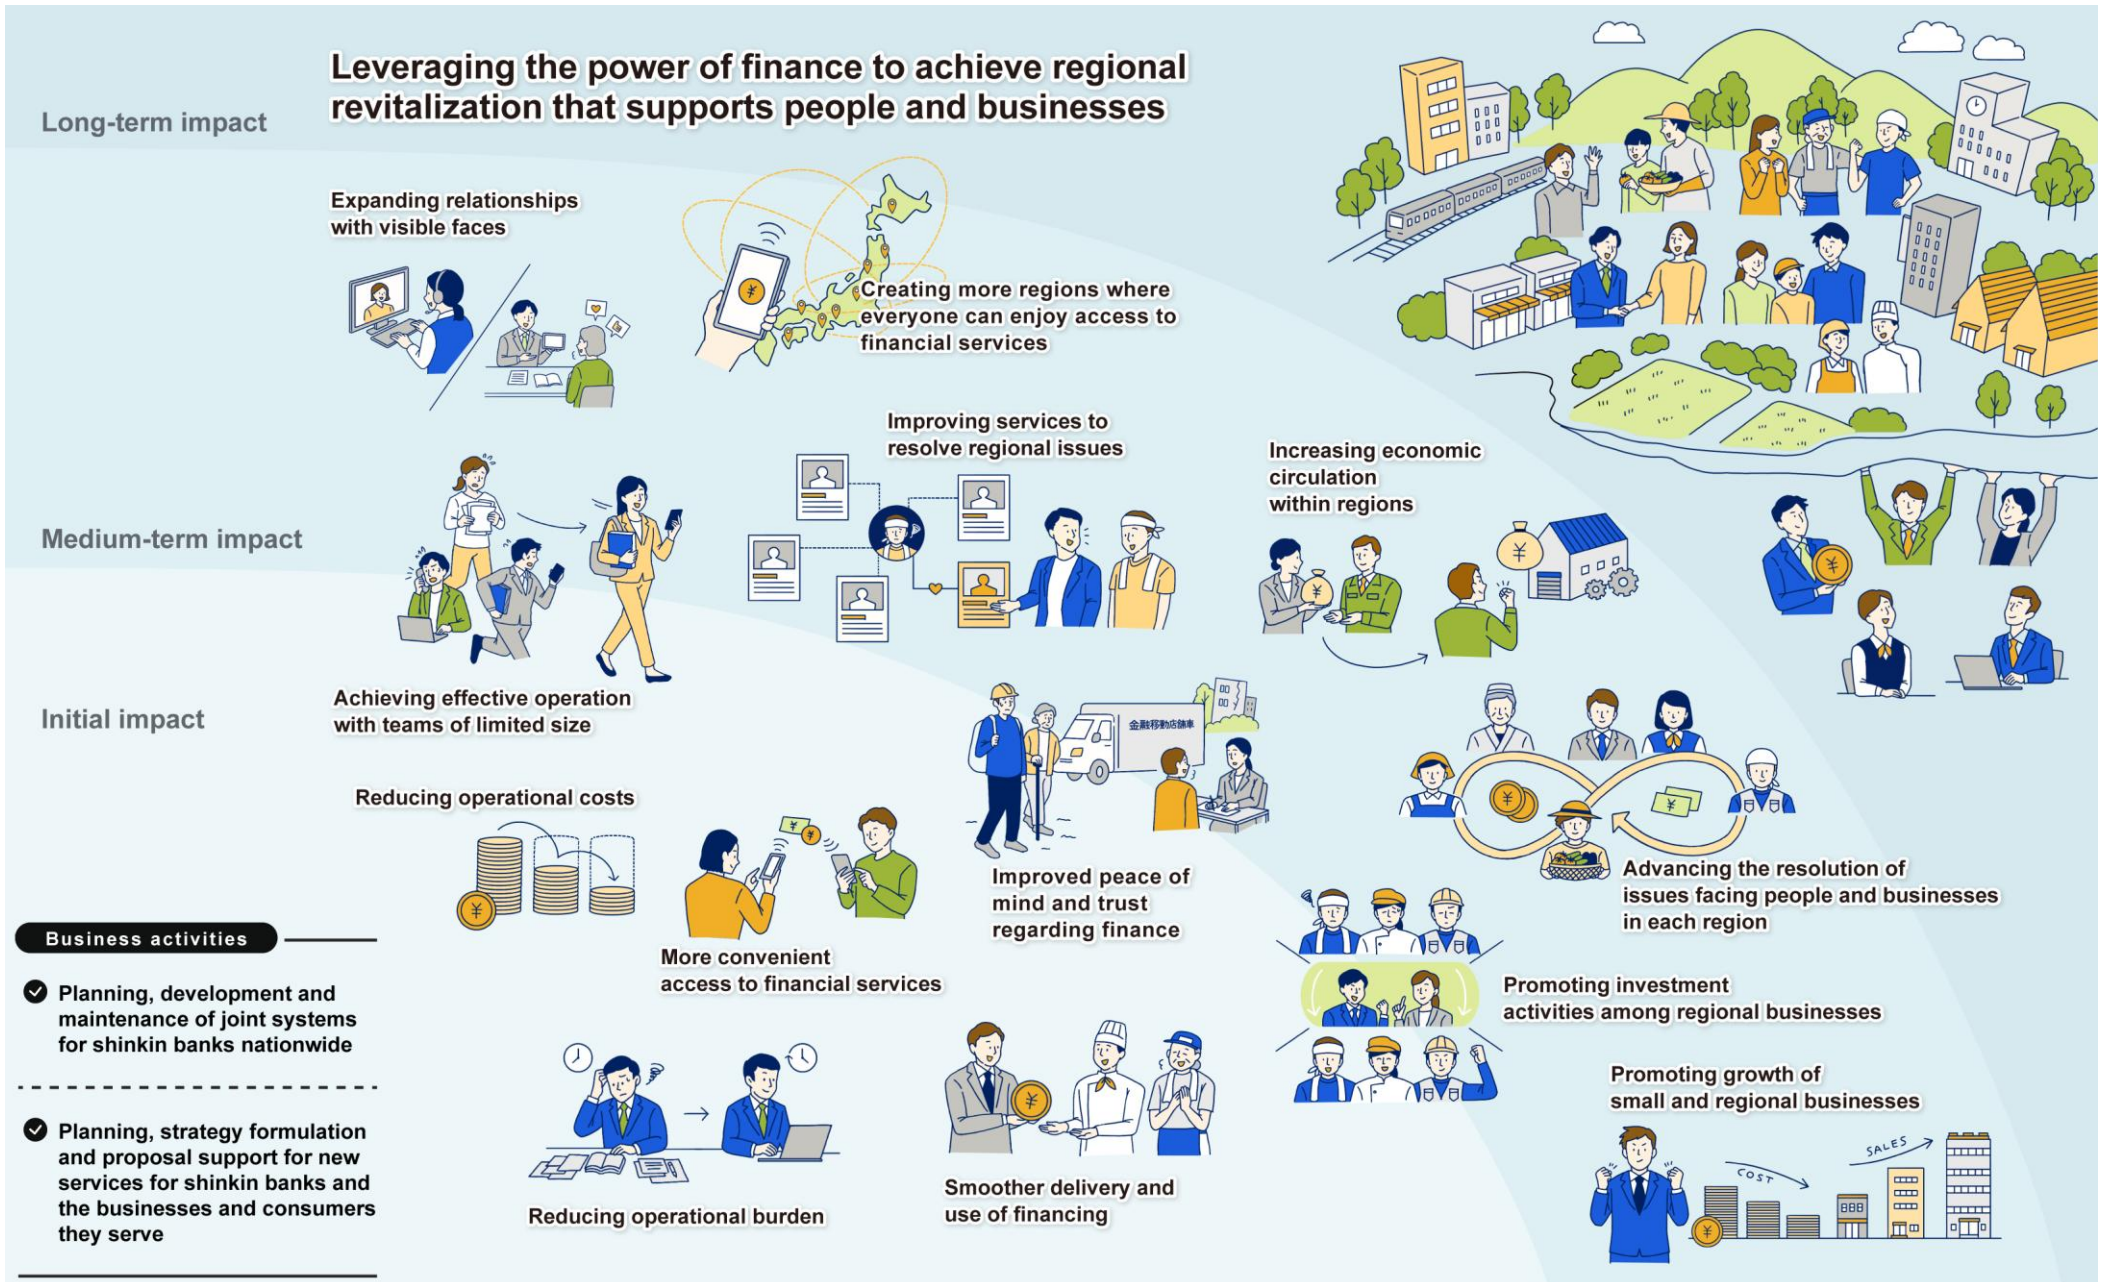 Leveraging the power of finance to achieve regional
revitalization that supports people and businesses
Long-term impact
Expanding relationships
with visible faces
¥
Creating more regions where
everyone can enjoy access to
financial services
Improving services to
resolve regional issues
Increasing economic
circulation
within regions
¥
¥
¥
Medium-term impact
Achieving effective operation
with teams of limited size
Initial impact
金融移動店舗車
Reducing operational costs
¥
¥
¥
¥
¥
More convenient
access to financial services
Improved peace of
mind and trust
regarding finance
Advancing the resolution of
issues facing people and businesses
in each region
Promoting investment
activities among regional businesses
Business activities
Planning, development and
maintenance of joint systems
for shinkin banks nationwide
Planning, strategy formulation
and proposal support for new
services for shinkin banks and
the businesses and consumers
they serve
Reducing operational burden
¥
Smoother delivery and
use of financing
Promoting growth of
small and regional businesses
SALES
COST
¥